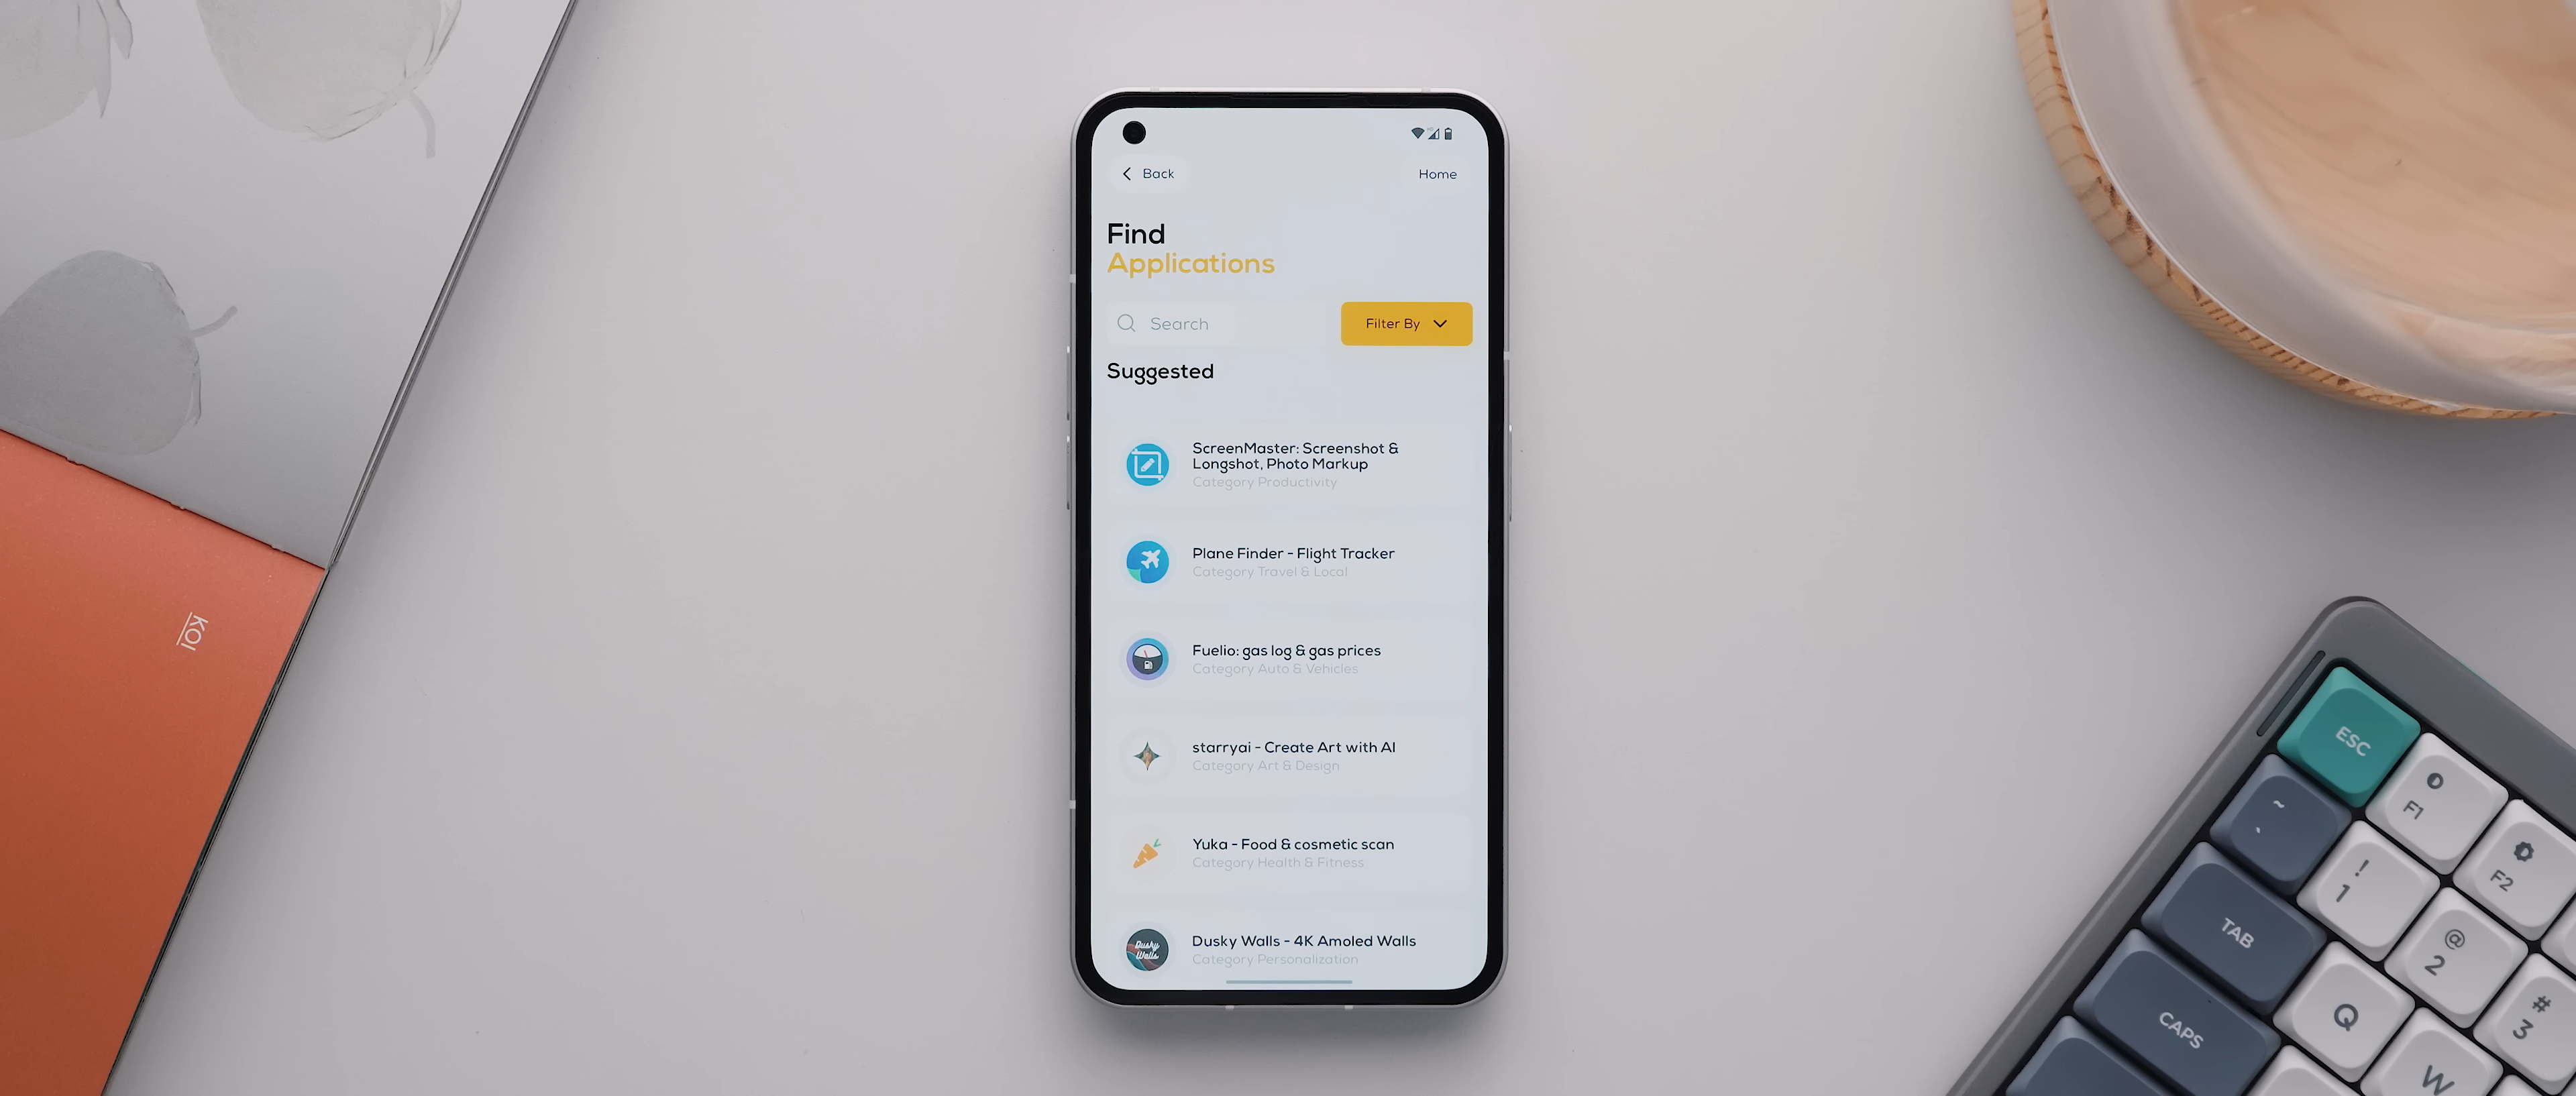 Back
Home
Find
Applications
Search
Filter By
Suggested
ScreenMaster: Screenshot &
Longshot, Photo Markup
Category Productivity
Plane Finder - Flight Tracker
Category Travel & Local
Fuelio: gas log & gas prices
Category Auto & Vehicles
starryai - Create Art with AI
Category Art & Design
Yuka - Food & cosmetic scan
Category Health & Fitness
Dusky
Walls
Dusky Walls - 4K Amoled Walls
Category Personalization
KOI
ESC
F1
F2
~
`
!
1
@
2
#
3
TAB
Q
W
CAPS